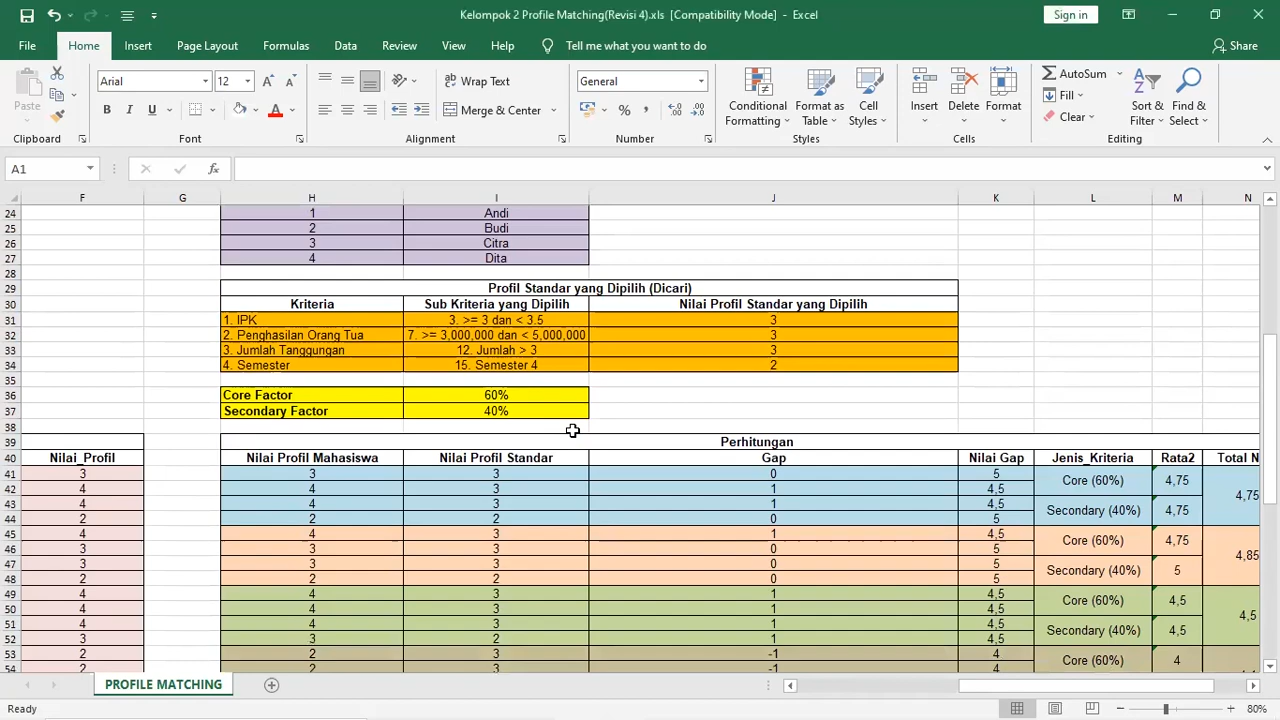 Kelompok 2 Profile Matching(Revisi 4).xls [Compatibility Mode] - Excel
Sign in
File Home Insert Page Layout Formulas Data Review View Help Tell me what you want to do Share
Paste
Arial 12
Wrap Text
General
Conditional Formatting
Format as Table
Cell Styles
Insert
Delete
Format
AutoSum
Fill
Clear
Sort & Filter
Find & Select
B I U
A A
Merge & Center
% ,
Clipboard Font Alignment Number Styles Cells Editing
A1 fx
F G H I J K L M N
24 1 Andi
25 2 Budi
26 3 Citra
27 4 Dita
28
29 Profil Standar yang Dipilih (Dicari)
30 Kriteria Sub Kriteria yang Dipilih Nilai Profil Standar yang Dipilih
31 1. IPK 3. >= 3 dan < 3.5 3
32 2. Penghasilan Orang Tua 7. >= 3,000,000 dan < 5,000,000 3
33 3. Jumlah Tanggungan 12. Jumlah > 3 3
34 4. Semester 15. Semester 4 2
35
36 Core Factor 60%
37 Secondary Factor 40%
38
39 Perhitungan
40 Nilai_Profil Nilai Profil Mahasiswa Nilai Profil Standar Gap Nilai Gap Jenis_Kriteria Rata2 Total N
41 3 3 3 0 5 Core (60%) 4,75 4,75
42 4 4 3 1 4,5
43 4 4 3 1 4,5 Secondary (40%) 4,75
44 2 2 2 0 5
45 4 4 3 1 4,5 Core (60%) 4,75 4,85
46 3 3 3 0 5
47 3 3 3 0 5 Secondary (40%) 5
48 2 2 2 0 5
49 4 4 3 1 4,5 Core (60%) 4,5 4,5
50 4 4 3 1 4,5
51 4 4 3 1 4,5 Secondary (40%) 4,5
52 3 3 2 1 4,5
53 2 2 3 -1 4 Core (60%) 4
54 2 2 3 -1 4
PROFILE MATCHING
Ready 80%